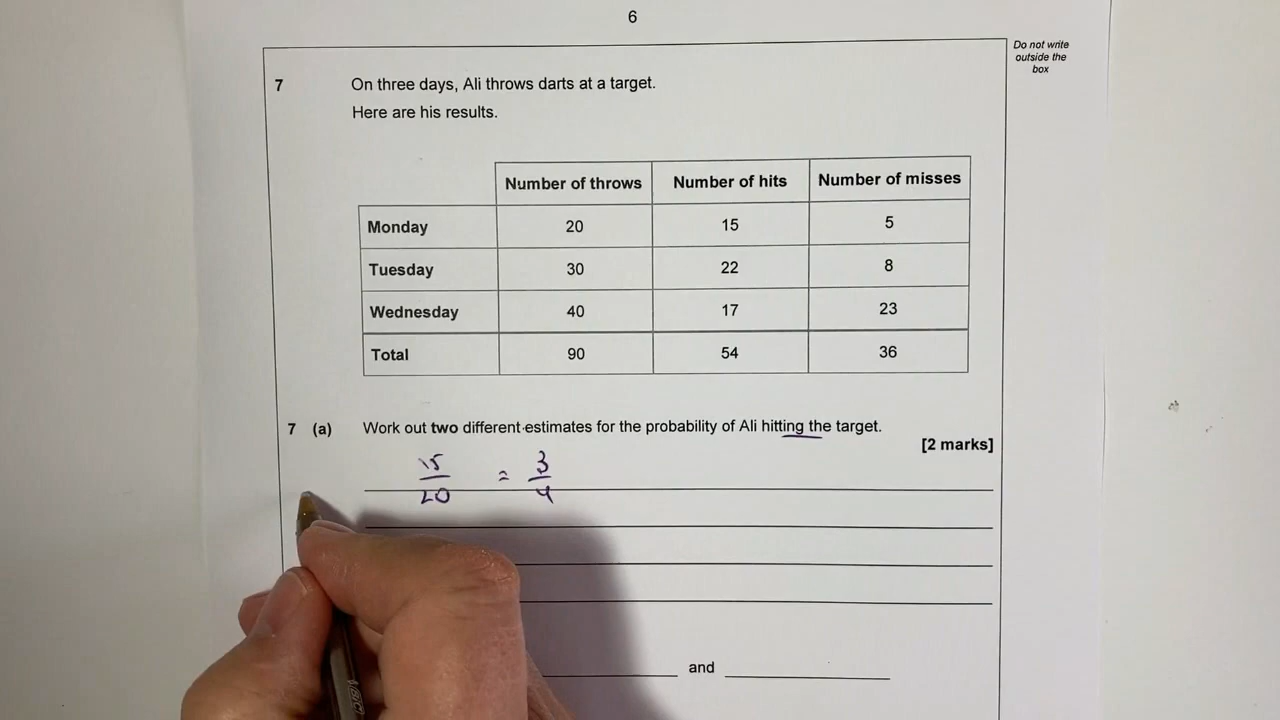 6
Do not write
outside the
box
7 On three days, Ali throws darts at a target.
Here are his results.
Number of throws Number of hits Number of misses
Monday 20 15 5
Tuesday 30 22 8
Wednesday 40 17 23
Total 90 54 36
7 (a) Work out two different estimates for the probability of Ali hitting the target.
[2 marks]
15/20 = 3/4
and
BIC